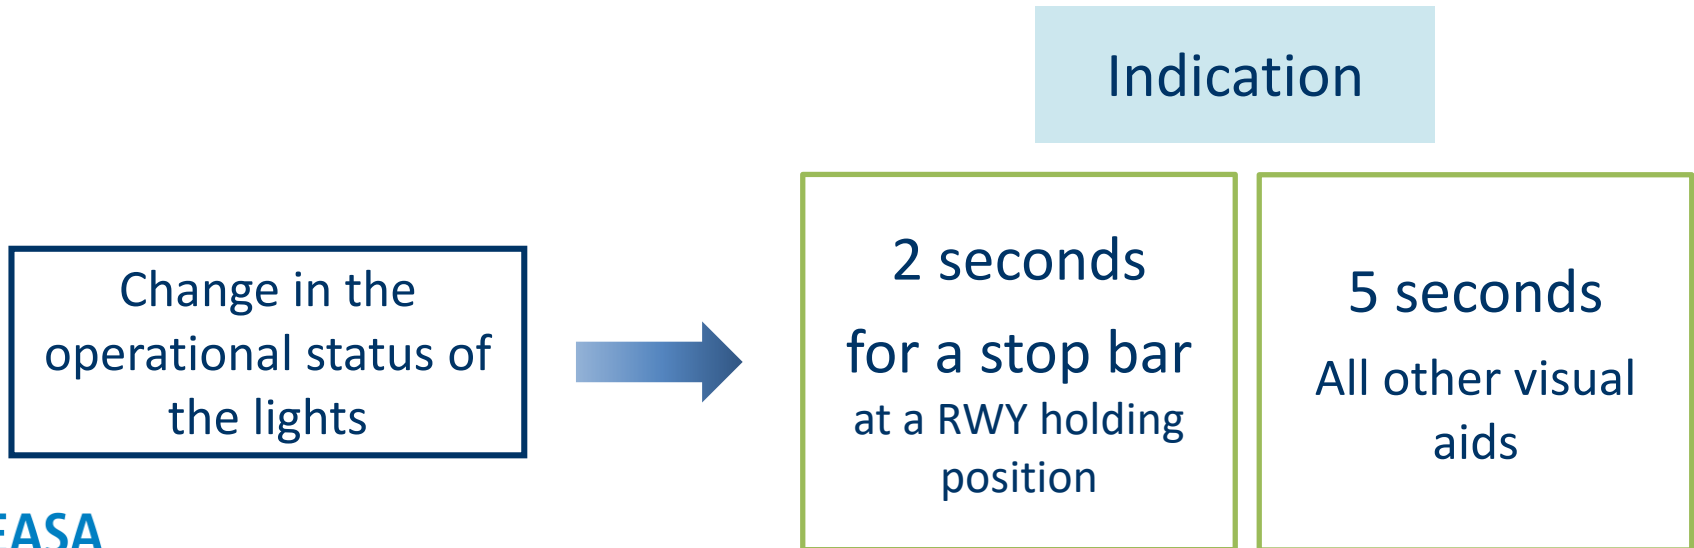 Indication
Change in the
operational status of
the lights
2 seconds
for a stop bar
at a RWY holding
position
5 seconds
All other visual
aids
EASA